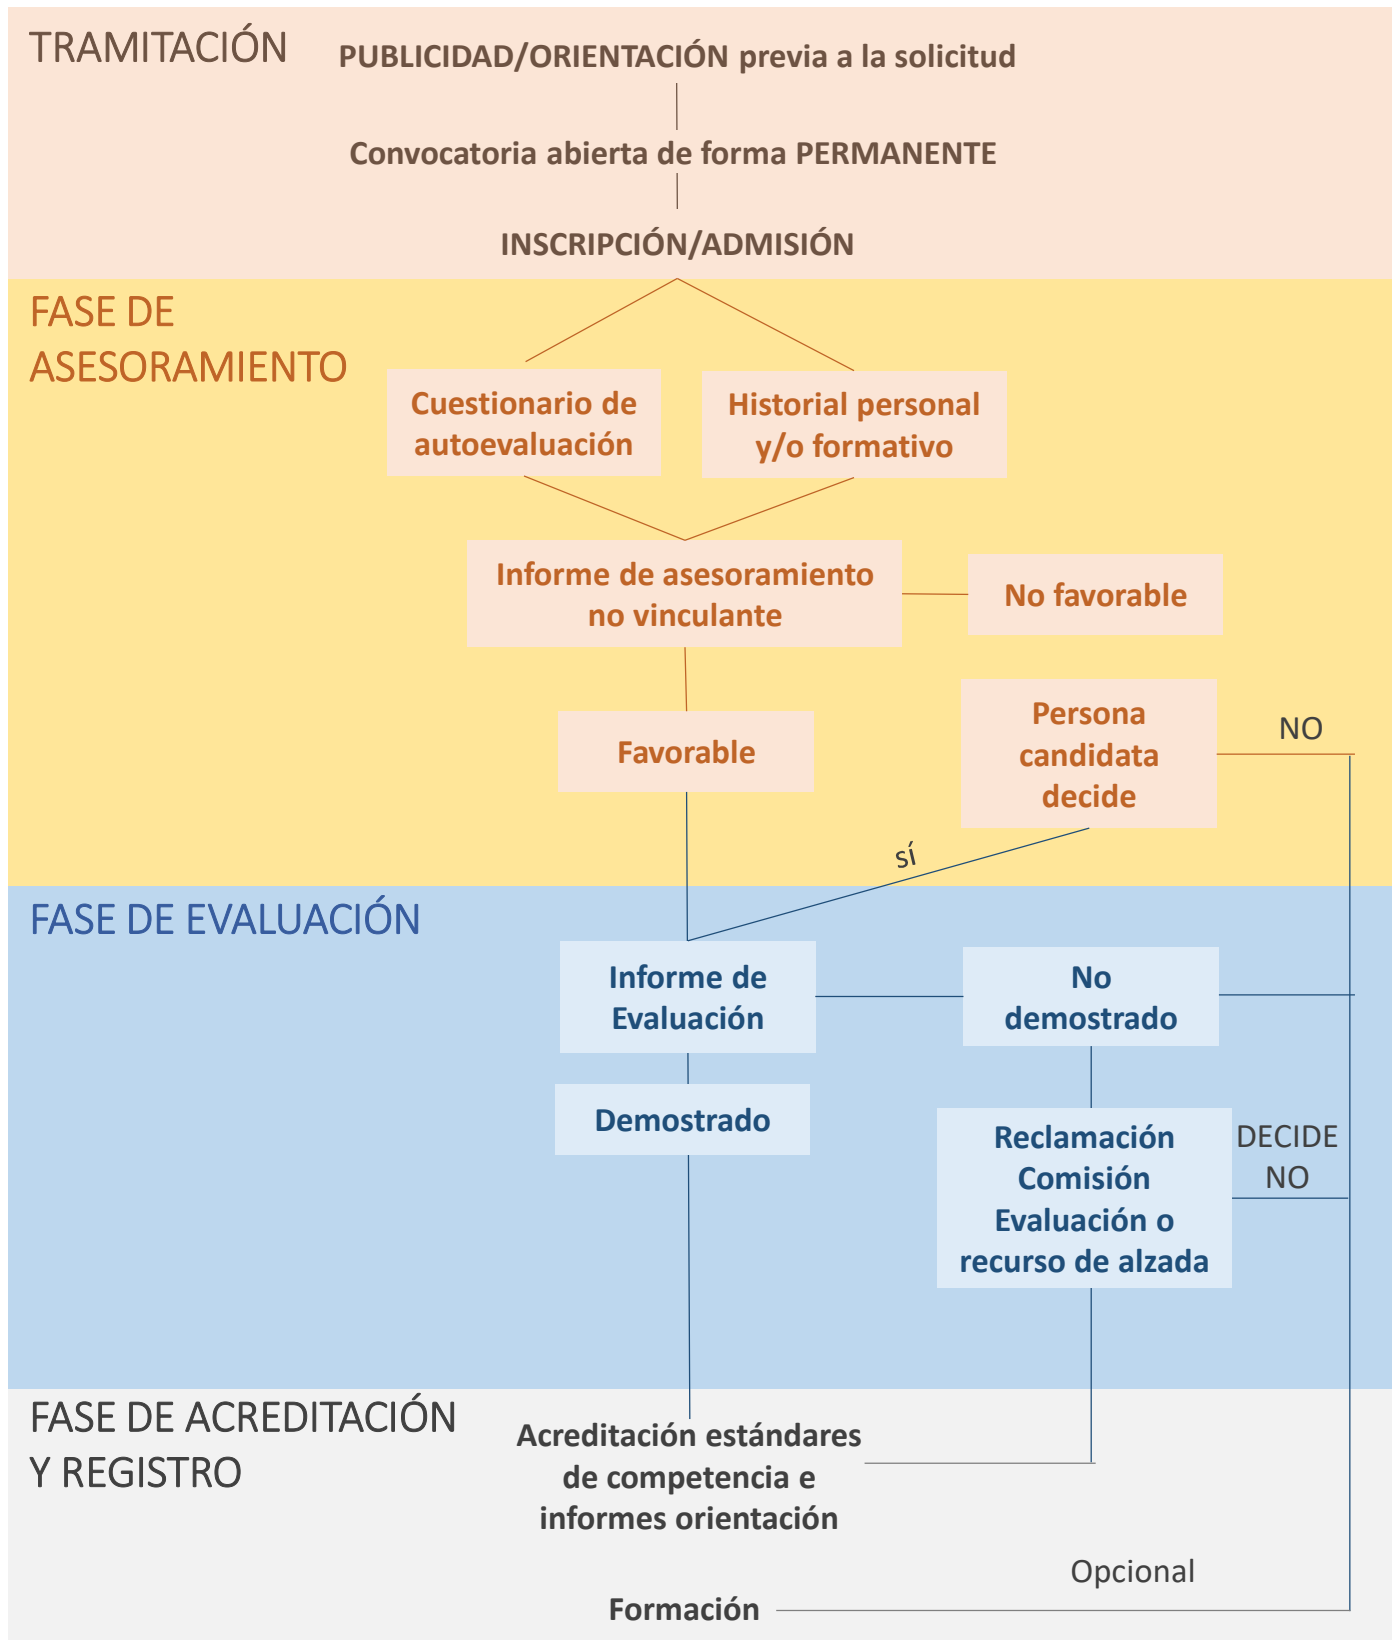 TRAMITACIÓN
PUBLICIDAD/ORIENTACIÓN previa a la solicitud
Convocatoria abierta de forma PERMANENTE
INSCRIPCIÓN/ADMISIÓN
FASE DE
ASESORAMIENTO
Cuestionario de
autoevaluación
Historial personal
y/o formativo
Informe de asesoramiento
no vinculante
No favorable
Favorable
Persona
candidata
decide
NO
sí
FASE DE EVALUACIÓN
Informe de
Evaluación
No
demostrado
Demostrado
Reclamación
Comisión
Evaluación o
recurso de alzada
DECIDE
NO
FASE DE ACREDITACIÓN
Y REGISTRO
Acreditación estándares
de competencia e
informes orientación
Opcional
Formación